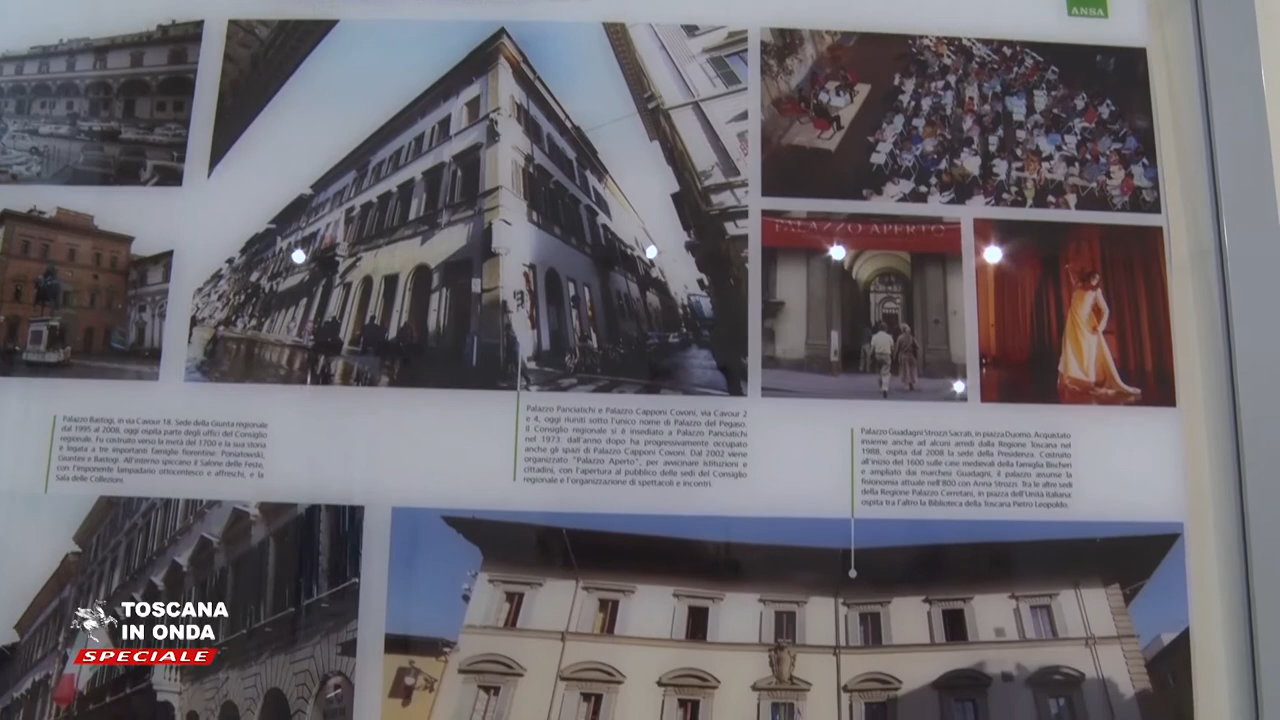 ANSA
PALAZZO APERTO
Palazzo Bastogi, in via Cavour 18. Sede della Giunta regionale
dal 1995 al 2008, oggi ospita parte degli uffici del Consiglio
regionale. Fu costruito verso la metà del 1700 e la sua storia
è legata a tre importanti famiglie fiorentine: Poniatowski,
Giuntini e Bastogi. All'interno spiccano il Salone delle Feste,
con l'imponente lampadario ottocentesco e affreschi, e la
Sala delle Collezioni.
Palazzo Panciatichi e Palazzo Capponi Covoni, via Cavour 2
e 4, oggi riuniti sotto l'unico nome di Palazzo del Pegaso.
Il Consiglio regionale si è insediato a Palazzo Panciatichi
nel 1973: dall'anno dopo ha progressivamente occupato
anche gli spazi di Palazzo Capponi Covoni. Dal 2002 viene
organizzato "Palazzo Aperto", per avvicinare istituzioni e
cittadini, con l'apertura al pubblico delle sedi del Consiglio
regionale e l'organizzazione di spettacoli e incontri.
Palazzo Guadagni Strozzi Sacrati, in piazza Duomo. Acquistato
insieme anche ad alcuni arredi dalla Regione Toscana nel
1988, ospita dal 2008 la sede della Presidenza. Costruito
all'inizio del 1600 sulle case medievali della famiglia Bischeri
e ampliato dai marchesi Guadagni, il palazzo assume la
fisionomia attuale nell'800 con Anna Strozzi. Tra le altre sedi
della Regione Palazzo Cerretani, in piazza dell'Unità italiana:
ospita tra l'altro la Biblioteca della Toscana Pietro Leopoldo.
TOSCANA
IN ONDA
SPECIALE